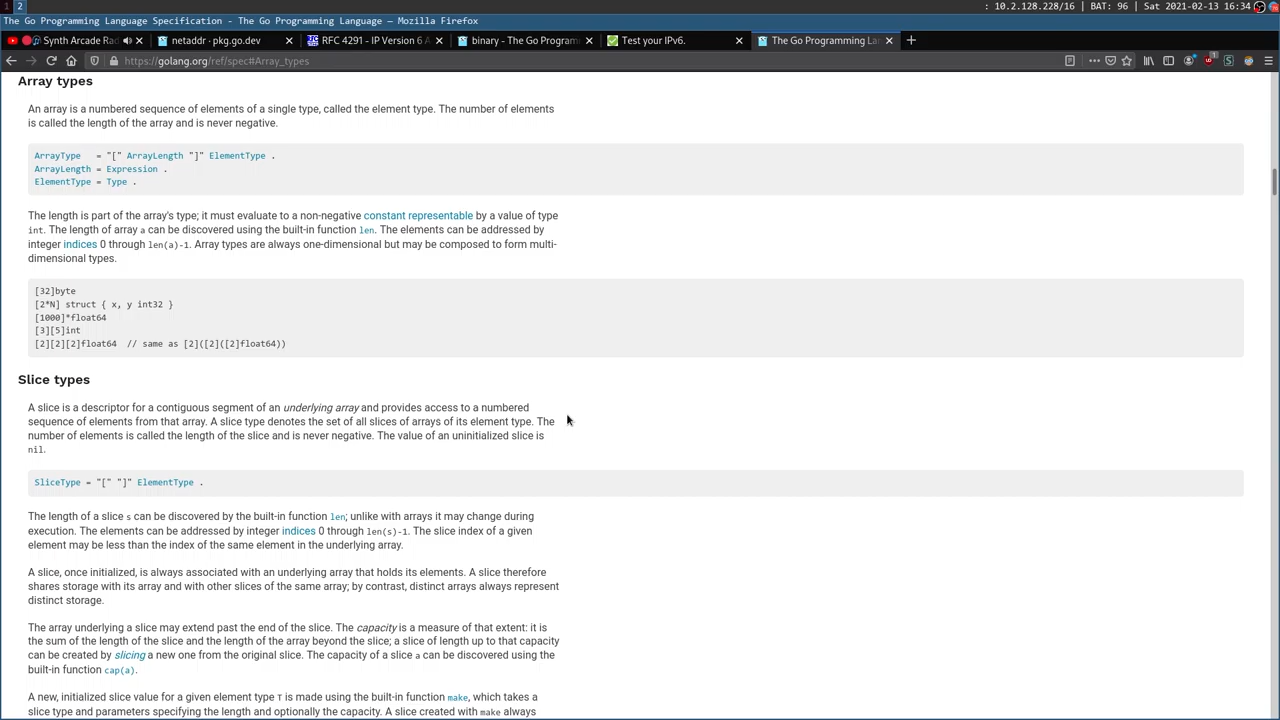 1 2 : 10.2.128.228/16 | BAT: 96 | Sat 2021-02-13 16:34
The Go Programming Language Specification - The Go Programming Language — Mozilla Firefox
Synth Arcade Rad netaddr · pkg.go.dev RFC 4291 - IP Version 6 A binary - The Go Program Test your IPv6. The Go Programming La
https://golang.org/ref/spec#Array_types
Array types
An array is a numbered sequence of elements of a single type, called the element type. The number of elements
is called the length of the array and is never negative.
ArrayType   = "[" ArrayLength "]" ElementType .
ArrayLength = Expression .
ElementType = Type .
The length is part of the array's type; it must evaluate to a non-negative constant representable by a value of type
int. The length of array a can be discovered using the built-in function len. The elements can be addressed by
integer indices 0 through len(a)-1. Array types are always one-dimensional but may be composed to form multi-
dimensional types.
[32]byte
[2*N] struct { x, y int32 }
[1000]*float64
[3][5]int
[2][2][2]float64  // same as [2]([2]([2]float64))
Slice types
A slice is a descriptor for a contiguous segment of an underlying array and provides access to a numbered
sequence of elements from that array. A slice type denotes the set of all slices of arrays of its element type. The
number of elements is called the length of the slice and is never negative. The value of an uninitialized slice is
nil.
SliceType = "[" "]" ElementType .
The length of a slice s can be discovered by the built-in function len; unlike with arrays it may change during
execution. The elements can be addressed by integer indices 0 through len(s)-1. The slice index of a given
element may be less than the index of the same element in the underlying array.
A slice, once initialized, is always associated with an underlying array that holds its elements. A slice therefore
shares storage with its array and with other slices of the same array; by contrast, distinct arrays always represent
distinct storage.
The array underlying a slice may extend past the end of the slice. The capacity is a measure of that extent: it is
the sum of the length of the slice and the length of the array beyond the slice; a slice of length up to that capacity
can be created by slicing a new one from the original slice. The capacity of a slice a can be discovered using the
built-in function cap(a).
A new, initialized slice value for a given element type T is made using the built-in function make, which takes a
slice type and parameters specifying the length and optionally the capacity. A slice created with make always